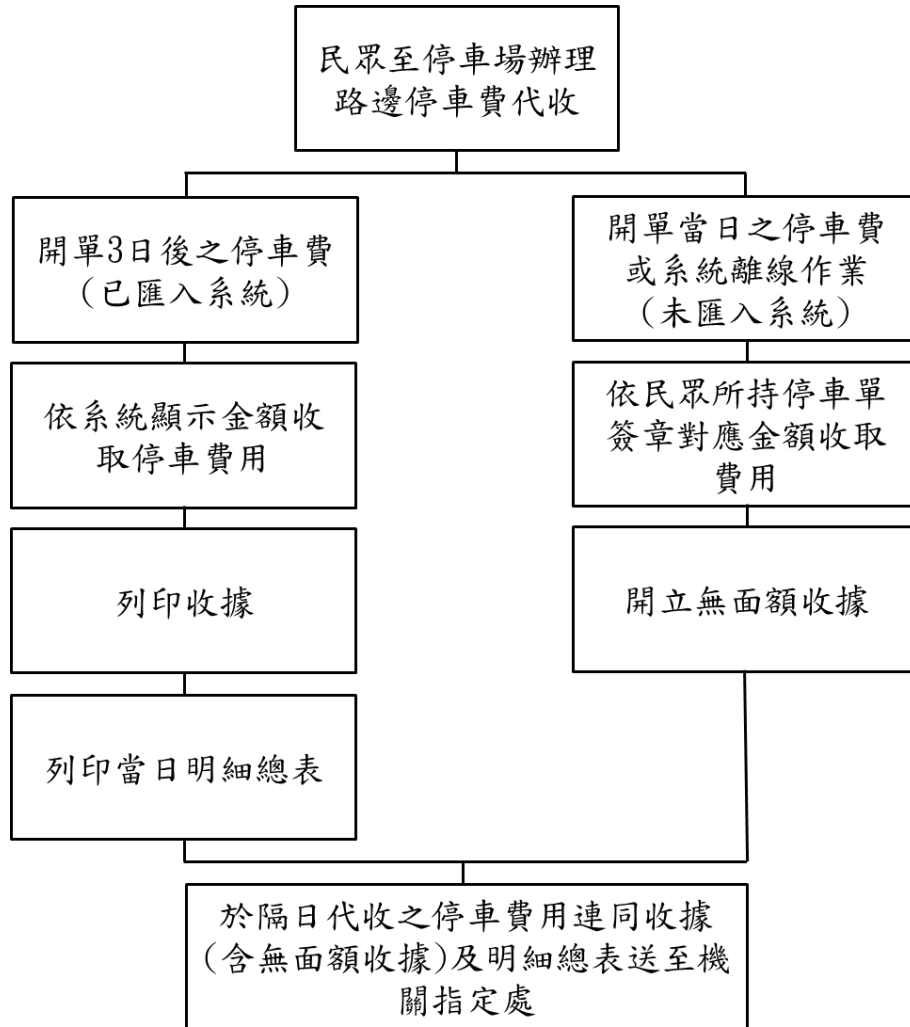 民眾至停車場辦理
路邊停車費代收
開單3日後之停車費
(已匯入系統)
依系統顯示金額收
取停車費用
列印收據
列印當日明細總表
開單當日之停車費
或系統離線作業
(未匯入系統)
依民眾所持停車單
簽章對應金額收取
費用
開立無面額收據
於隔日代收之停車費用連同收據
(含無面額收據)及明細總表送至機
關指定處